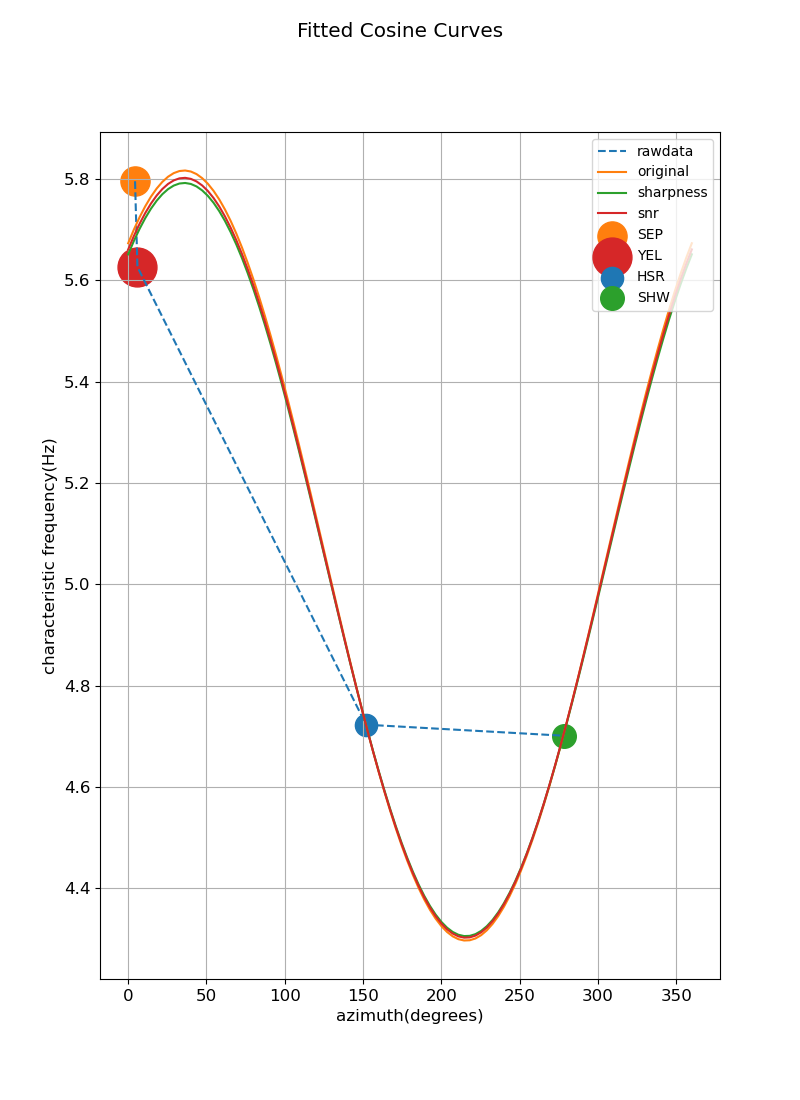 Fitted Cosine Curves
rawdata
original
sharpness
snr
SEP
YEL
HSR
SHW
5.8
5.6
5.4
5.2
5.0
4.8
4.6
4.4
characteristic frequency(Hz)
0
50
100
150
200
250
300
350
azimuth(degrees)